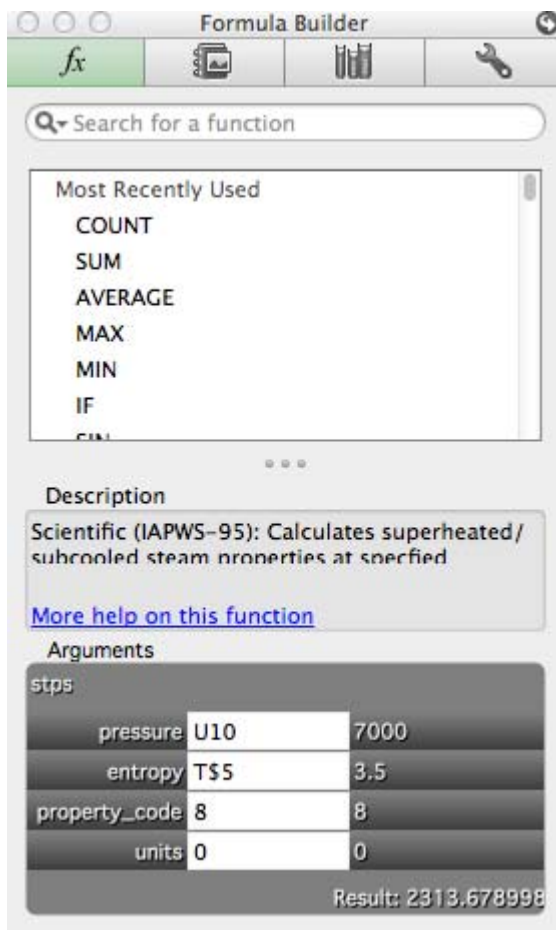 Formula Builder
fx
Search for a function
Most Recently Used
COUNT
SUM
AVERAGE
MAX
MIN
IF
SIN
Description
Scientific (IAPWS-95): Calculates superheated/
subcooled steam properties at specfied
More help on this function
Arguments
stps
pressure U10 7000
entropy T$5 3.5
property_code 8 8
units 0 0
Result: 2313.678998